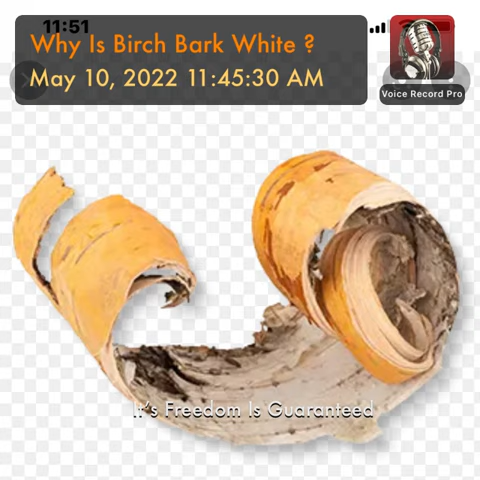 11:51
Why Is Birch Bark White ?
May 10, 2022 11:45:30 AM
Voice Record Pro
It's Freedom Is Guaranteed